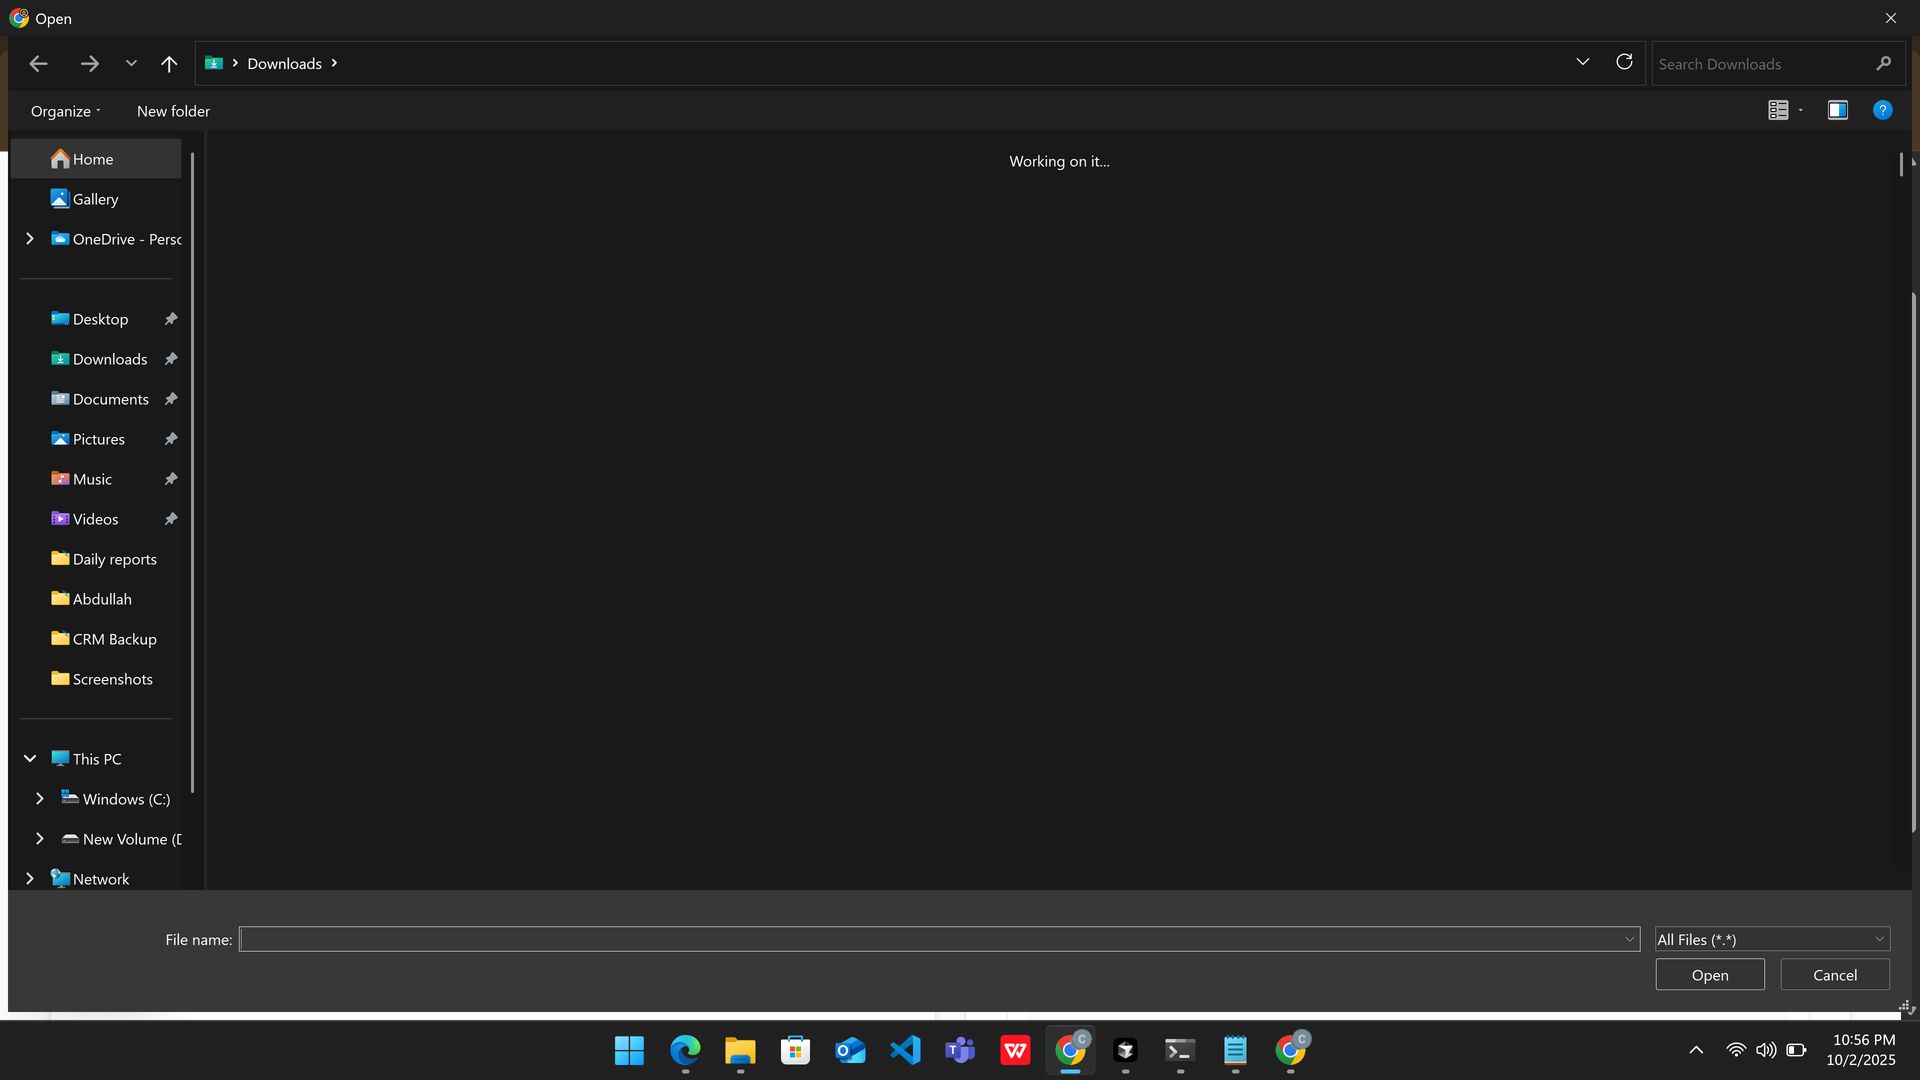 Open
Downloads
Search Downloads
Organize
New folder
Home
Working on it...
Gallery
OneDrive - Persc
Desktop
Downloads
Documents
Pictures
Music
Videos
Daily reports
Abdullah
CRM Backup
Screenshots
This PC
Windows (C:)
New Volume (D
Network
File name:
All Files (*.*)
Open
Cancel
10:56 PM
10/2/2025